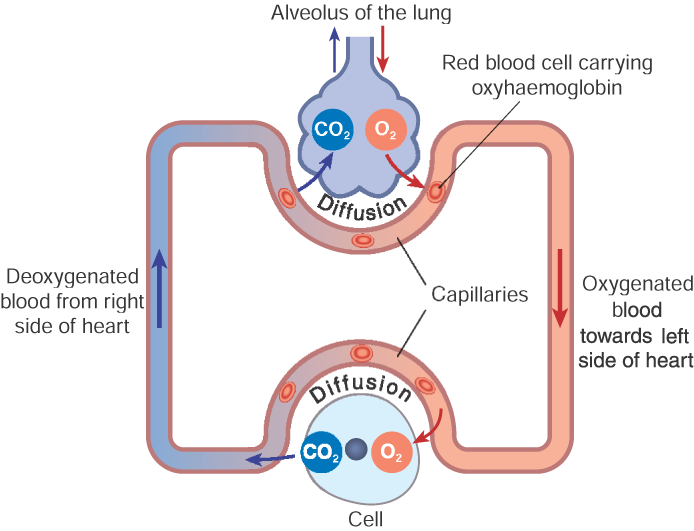 Alveolus of the lung
Red blood cell carrying
oxyhaemoglobin
CO2
O2
Diffusion
Deoxygenated
blood from right
side of heart
Capillaries
Oxygenated
blood
towards left
side of heart
Diffusion
CO2
O2
Cell